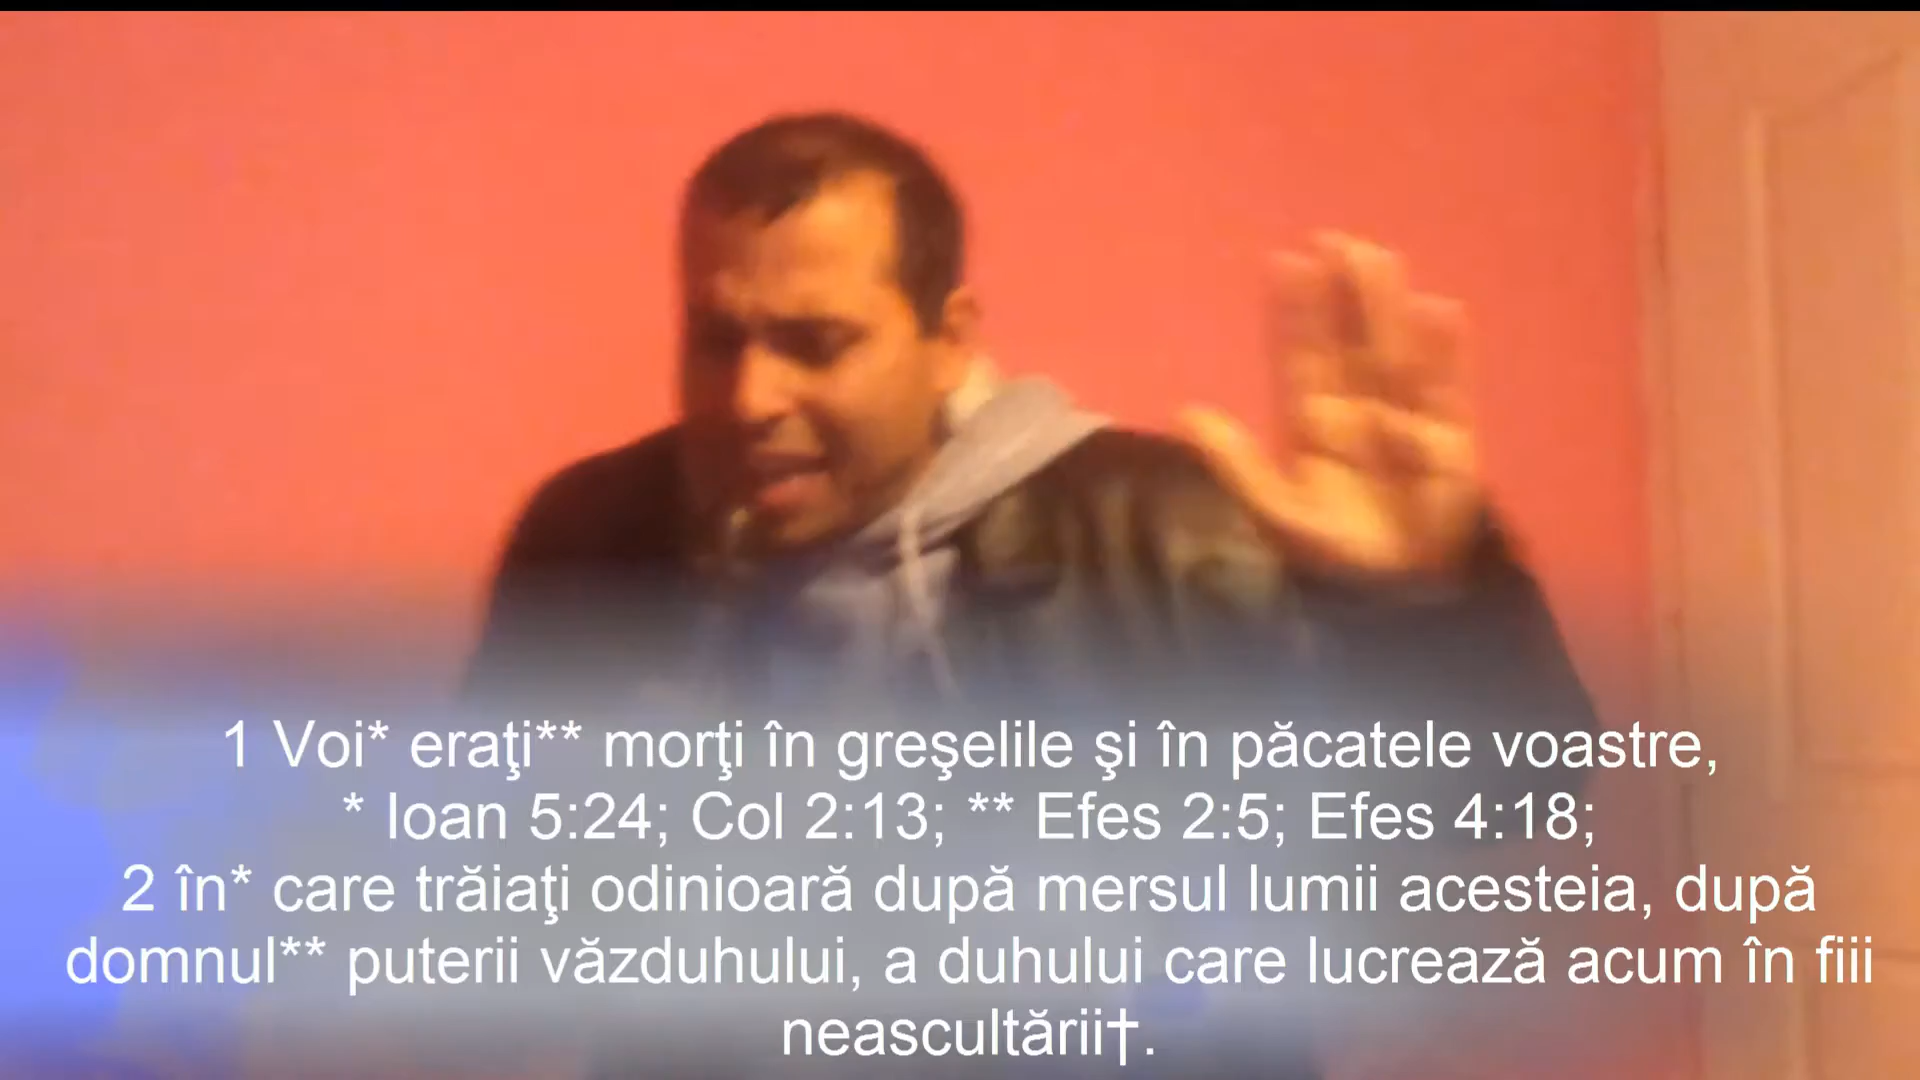 1 Voi* eraţi** morţi în greşelile şi în păcatele voastre,
* Ioan 5:24; Col 2:13; ** Efes 2:5; Efes 4:18;
2 în* care trăiaţi odinioară după mersul lumii acesteia, după
domnul** puterii văzduhului, a duhului care lucrează acum în fiii
neascultării†.